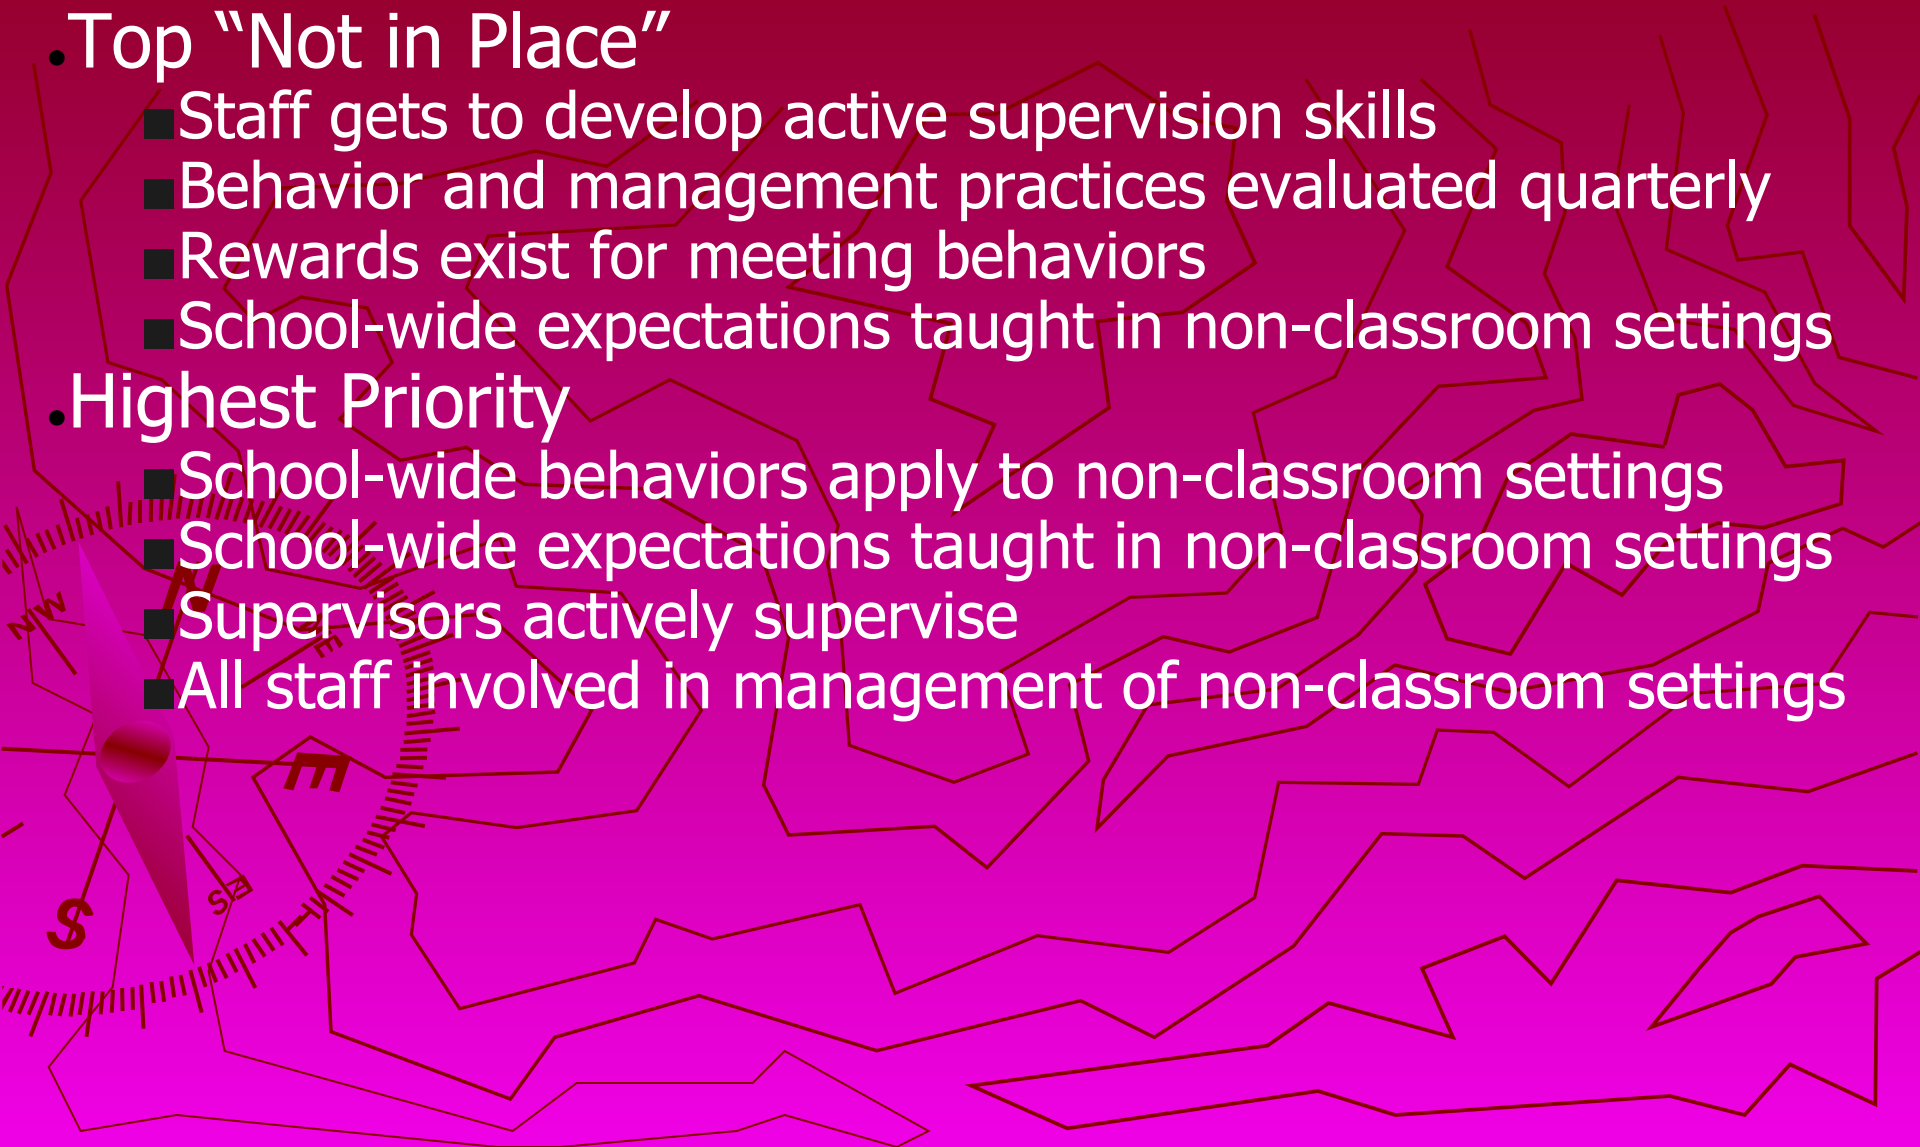 Top “Not in Place”
Staff gets to develop active supervision skills
Behavior and management practices evaluated quarterly
Rewards exist for meeting behaviors
School-wide expectations taught in non-classroom settings
Highest Priority
School-wide behaviors apply to non-classroom settings
School-wide expectations taught in non-classroom settings
Supervisors actively supervise
All staff involved in management of non-classroom settings
N
NW
NE
E
SE
S